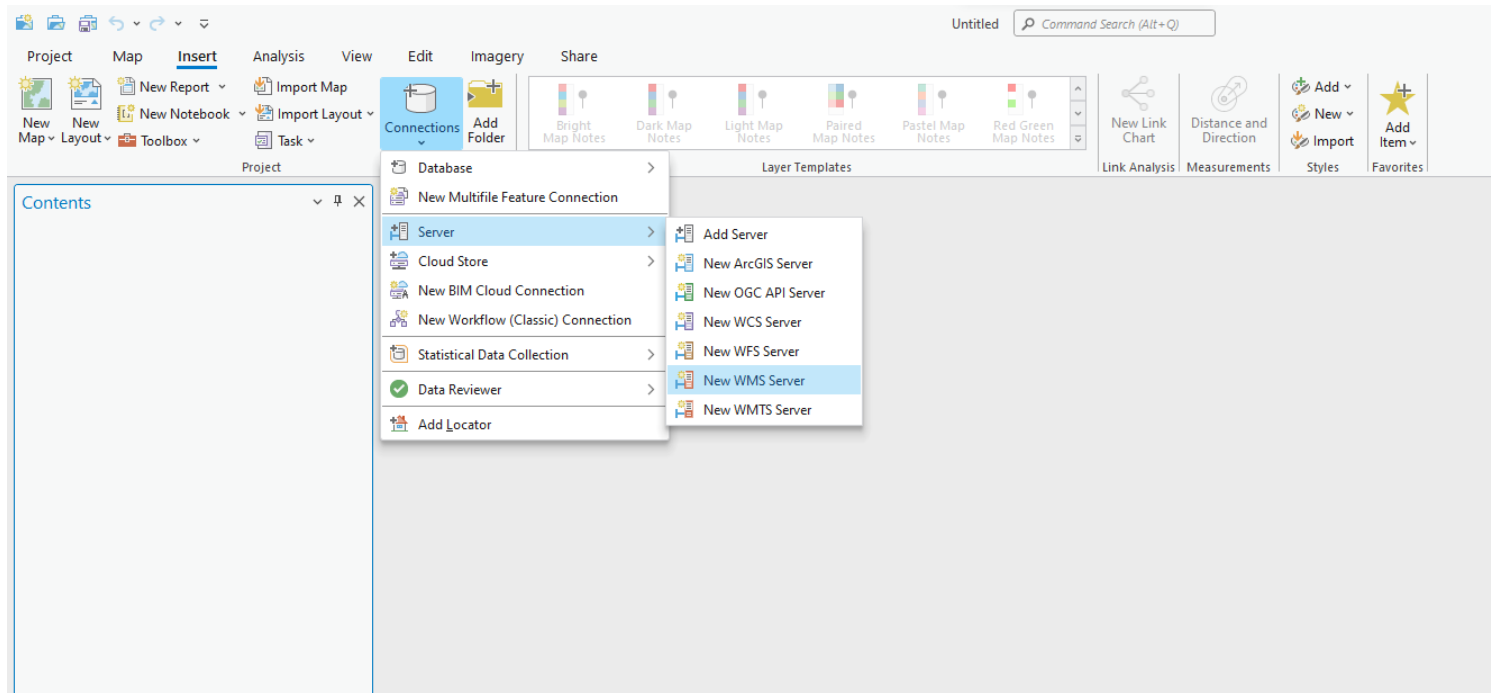 Untitled
Command Search (Alt+Q)
Project Map Insert Analysis View Edit Imagery Share
New Map
New Layout
New Report
New Notebook
Toolbox
Import Map
Import Layout
Task
Connections
Add Folder
Project
Bright Map Notes
Dark Map Notes
Light Map Notes
Paired Map Notes
Pastel Map Notes
Red Green Map Notes
Layer Templates
New Link Chart
Link Analysis
Distance and Direction
Measurements
Add
New
Import
Styles
Add Item
Favorites
Contents
Database
New Multifile Feature Connection
Server
Cloud Store
New BIM Cloud Connection
New Workflow (Classic) Connection
Statistical Data Collection
Data Reviewer
Add Locator
Add Server
New ArcGIS Server
New OGC API Server
New WCS Server
New WFS Server
New WMS Server
New WMTS Server